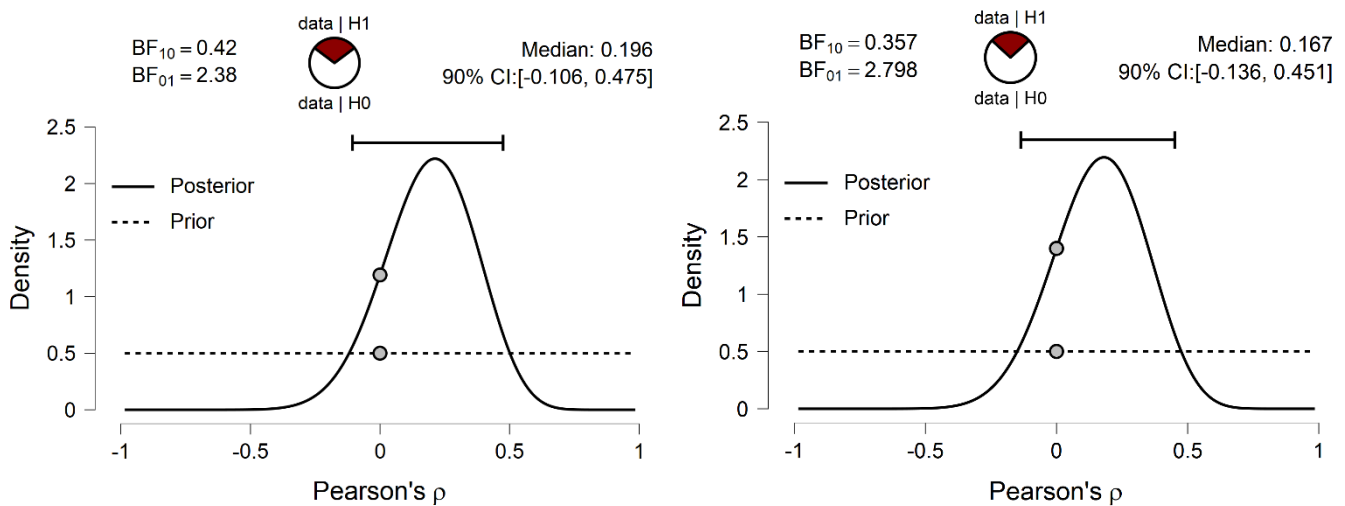 data | H1
BF10 = 0.42
BF01 = 2.38
Median: 0.196
90% CI:[-0.106, 0.475]
data | H0
2.5
2
1.5
1
0.5
0
Density
Posterior
Prior
-1
-0.5
0
0.5
1
Pearson's ρ
data | H1
BF10 = 0.357
BF01 = 2.798
Median: 0.167
90% CI:[-0.136, 0.451]
data | H0
2.5
2
1.5
1
0.5
0
Density
Posterior
Prior
-1
-0.5
0
0.5
1
Pearson's ρ